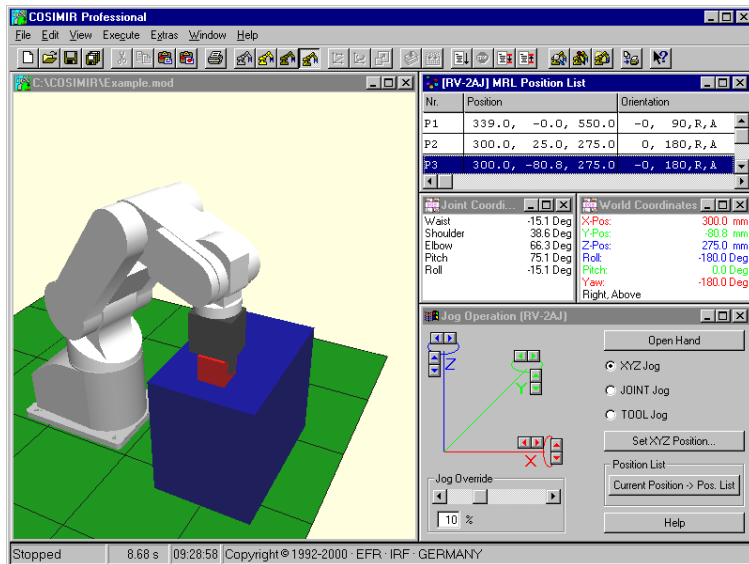 COSIMIR Professional
File Edit View Execute Extras Window Help
C:\COSIMIR\Example.mod
[RV-2AJ] MRL Position List
Nr. Position Orientation
P1 339.0, -0.0, 550.0 -0, 90,R,A
P2 300.0, 25.0, 275.0 0, 180,R,A
P3 300.0, -80.8, 275.0 -0, 180,R,A
Joint Coordi...
Waist -15.1 Deg
Shoulder 38.6 Deg
Elbow 66.3 Deg
Pitch 75.1 Deg
Roll -15.1 Deg
World Coordinates
X-Pos: 300.0 mm
Y-Pos: -80.8 mm
Z-Pos: 275.0 mm
Roll: -180.0 Deg
Pitch: 0.0 Deg
Yaw: -180.0 Deg
Right, Above
Jog Operation (RV-2AJ)
Z
Y
X
Jog Override
10 %
Open Hand
XYZ Jog
JOINT Jog
TOOL Jog
Set XYZ Position...
Position List
Current Position -> Pos. List
Help
Stopped 8.68 s 09:28:58 Copyright © 1992-2000 · EFR · IRF · GERMANY